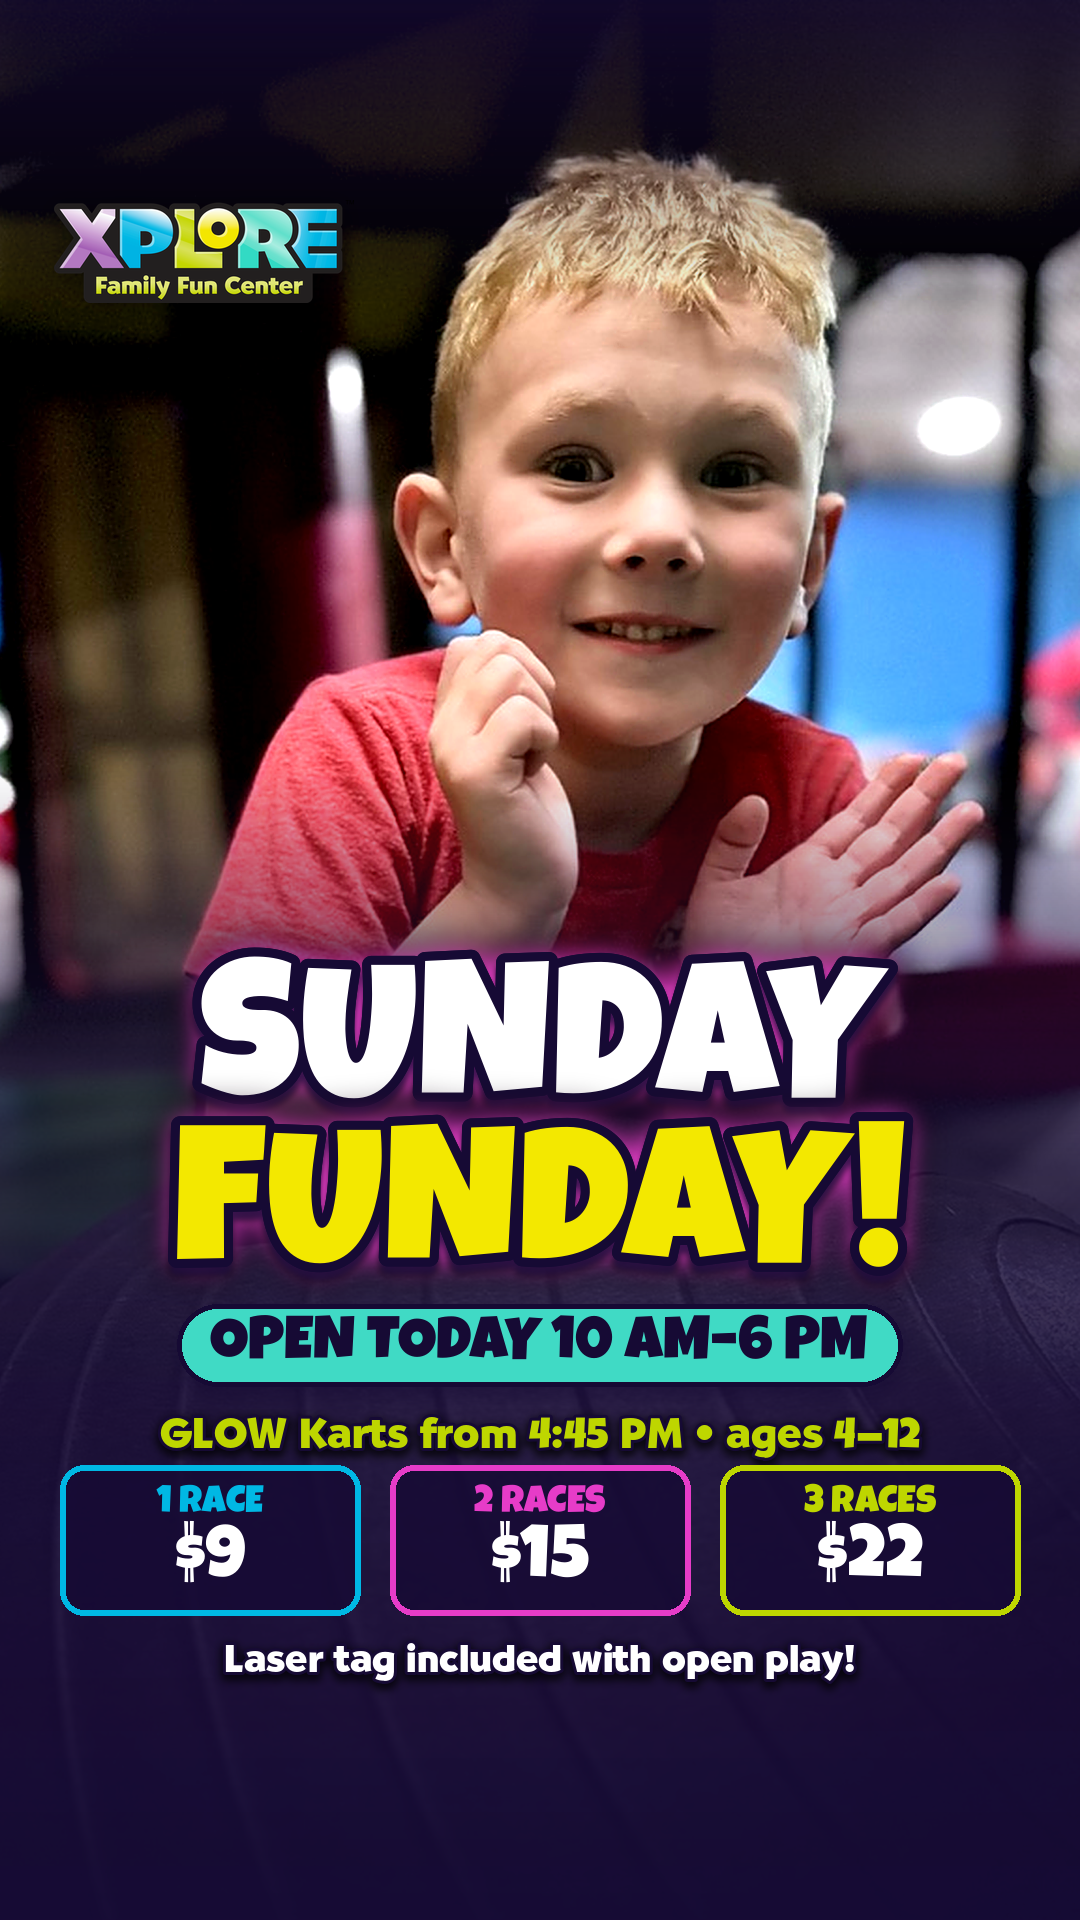 XPLORE
Family Fun Center
SUNDAY
FUNDAY!
OPEN TODAY 10 AM–6 PM
GLOW Karts from 4:45 PM • ages 4–12
1 RACE
$9
2 RACES
$15
3 RACES
$22
Laser tag included with open play!